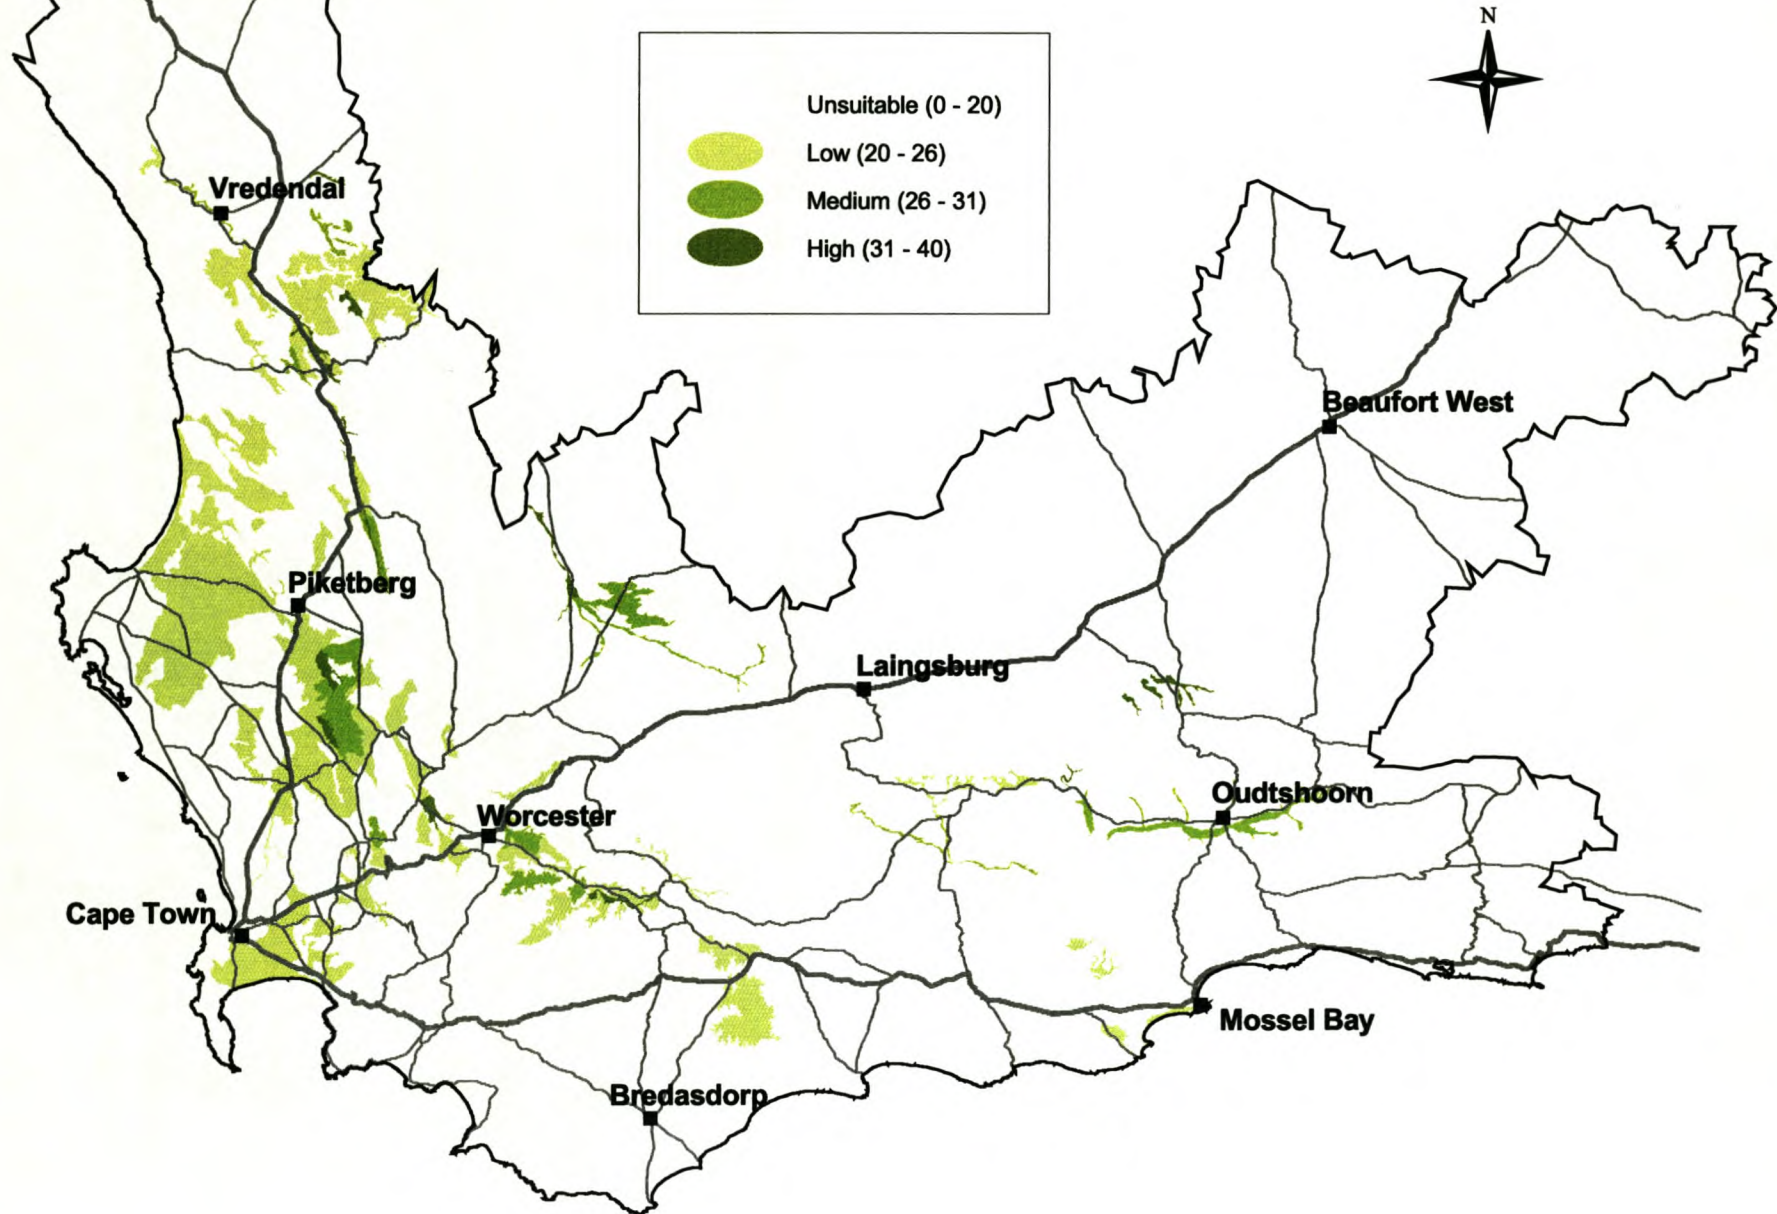 N
Unsuitable (0 - 20)
Low (20 - 26)
Medium (26 - 31)
High (31 - 40)
Vredendal
Beaufort West
Piketberg
Laingsburg
Oudtshoorn
Worcester
Cape Town
Mossel Bay
Bredasdorp